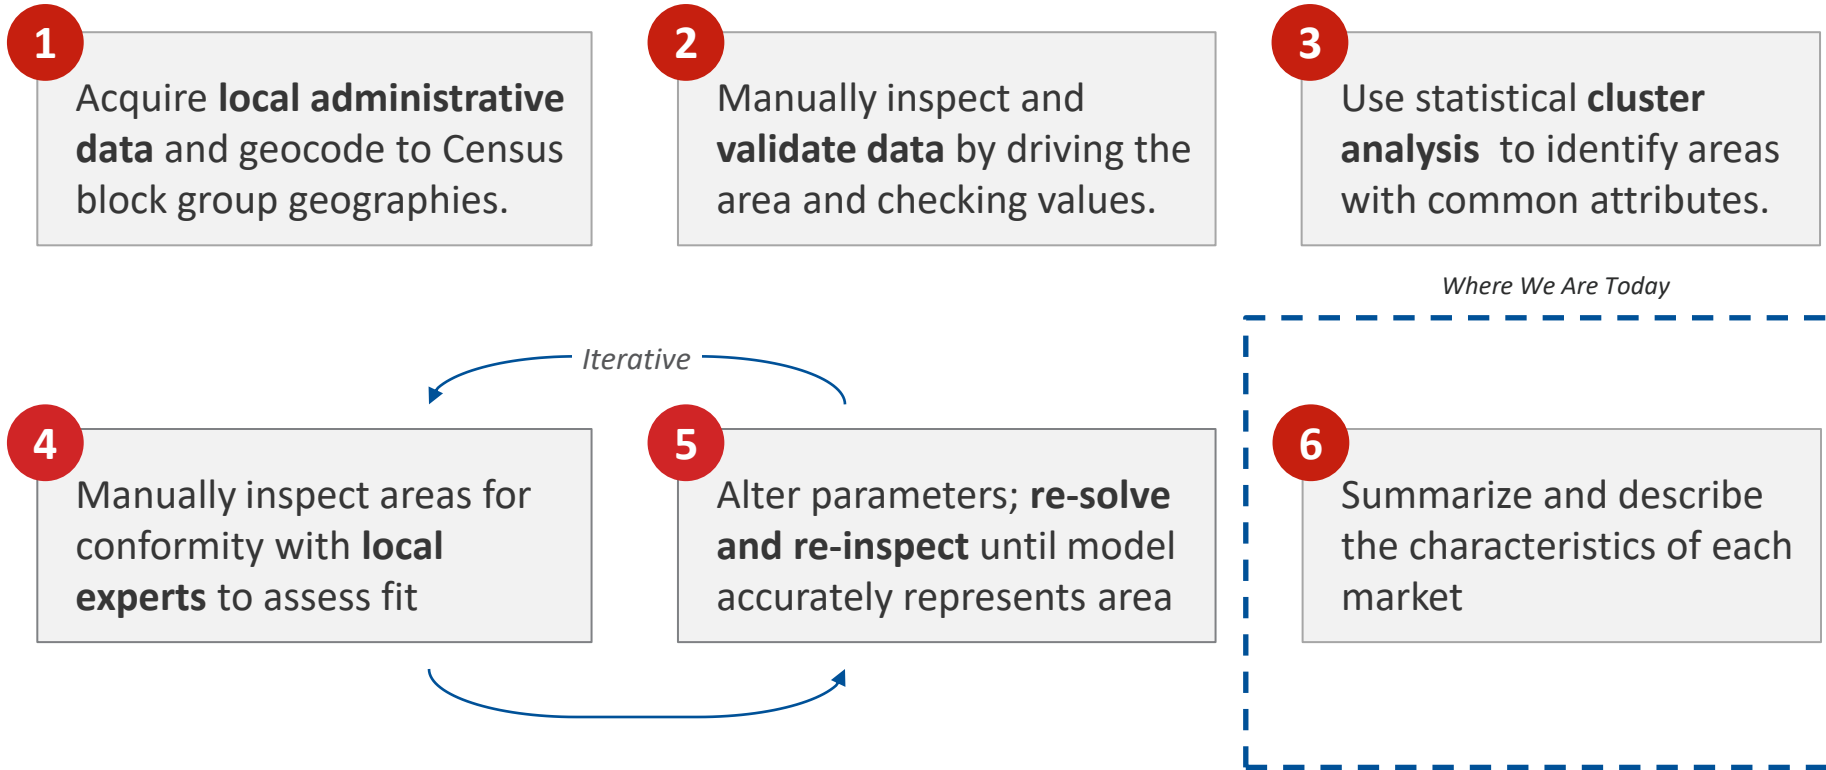 1
Acquire local administrative
data and geocode to Census
block group geographies.
2
Manually inspect and
validate data by driving the
area and checking values.
3
Use statistical cluster
analysis  to identify areas
with common attributes.
Where We Are Today
Iterative
4
Manually inspect areas for
conformity with local
experts to assess fit
5
Alter parameters; re-solve
and re-inspect until model
accurately represents area
6
Summarize and describe
the characteristics of each
market